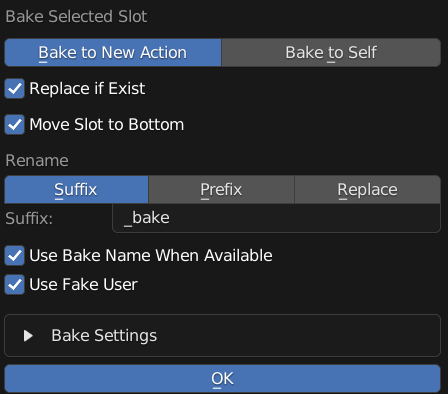 Bake Selected Slot
Bake to New Action Bake to Self
Replace if Exist
Move Slot to Bottom
Rename
Suffix Prefix Replace
Suffix: _bake
Use Bake Name When Available
Use Fake User
Bake Settings
OK